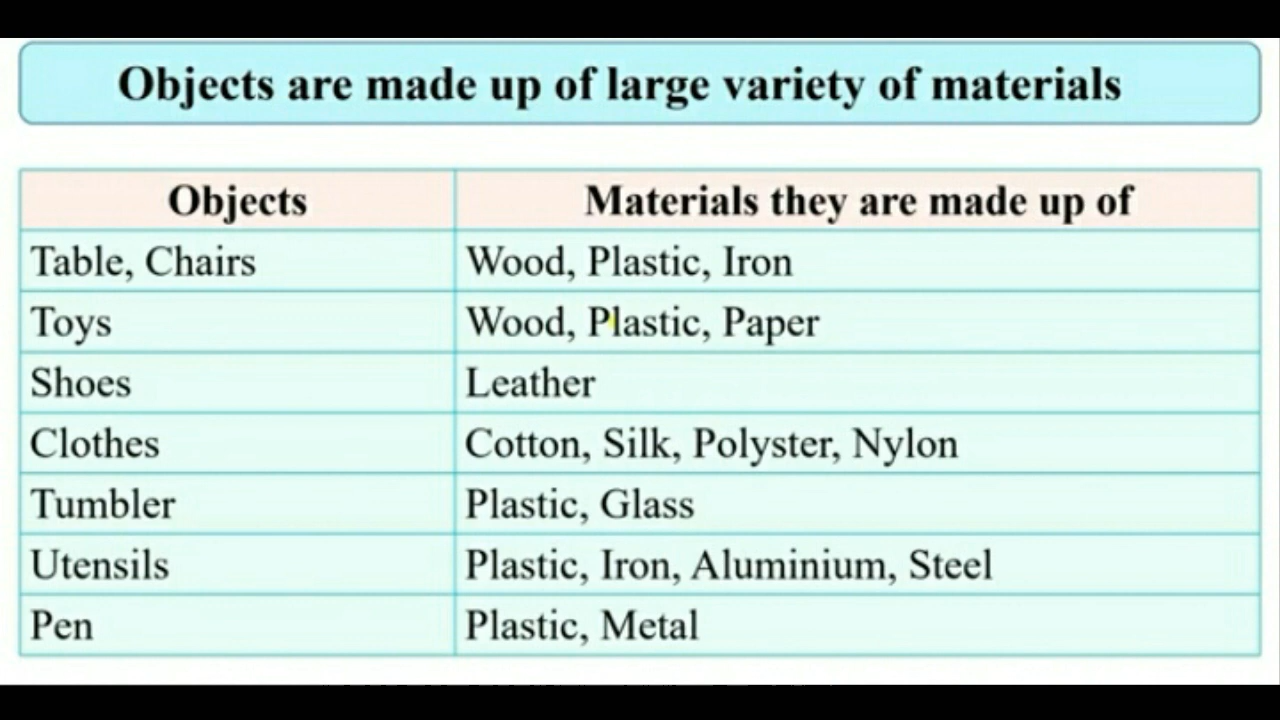 Objects are made up of large variety of materials
Objects Materials they are made up of
Table, Chairs Wood, Plastic, Iron
Toys Wood, Plastic, Paper
Shoes Leather
Clothes Cotton, Silk, Polyster, Nylon
Tumbler Plastic, Glass
Utensils Plastic, Iron, Aluminium, Steel
Pen Plastic, Metal